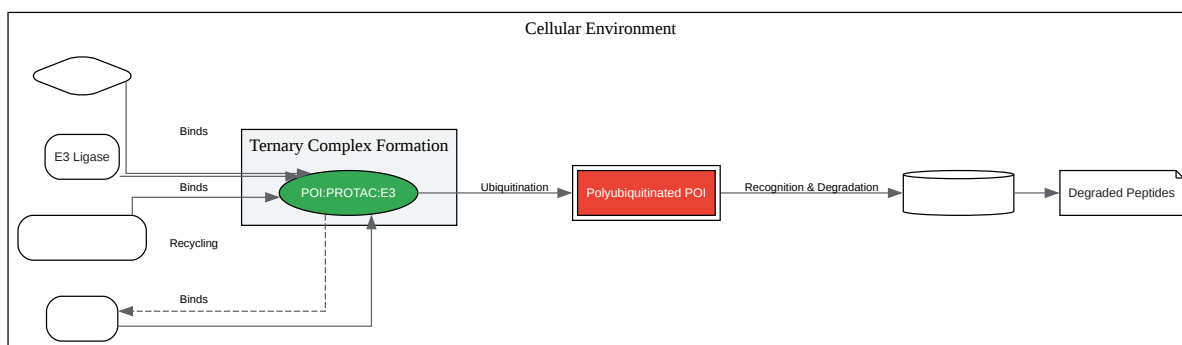 Cellular Environment
Binds
E3 Ligase
Ternary Complex Formation
Binds
POI:PROTAC:E3
Ubiquitination
Polyubiquitinated POI
Recognition & Degradation
Degraded Peptides
Recycling
Binds